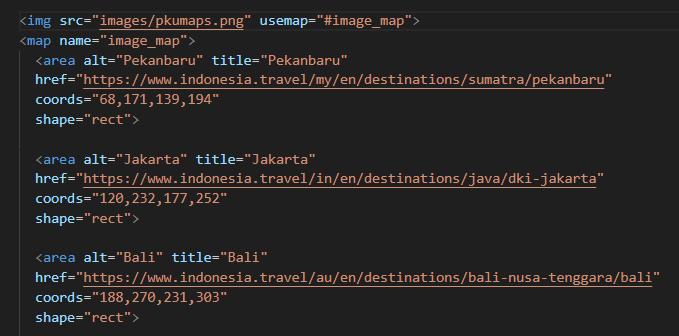 <img src="images/pkumaps.png" usemap="#image_map">
<map name="image_map">
<area alt="Pekanbaru" title="Pekanbaru"
href="https://www.indonesia.travel/my/en/destinations/sumatra/pekanbaru"
coords="68,171,139,194"
shape="rect">
<area alt="Jakarta" title="Jakarta"
href="https://www.indonesia.travel/in/en/destinations/java/dki-jakarta"
coords="120,232,177,252"
shape="rect">
<area alt="Bali" title="Bali"
href="https://www.indonesia.travel/au/en/destinations/bali-nusa-tenggara/bali"
coords="188,270,231,303"
shape="rect">